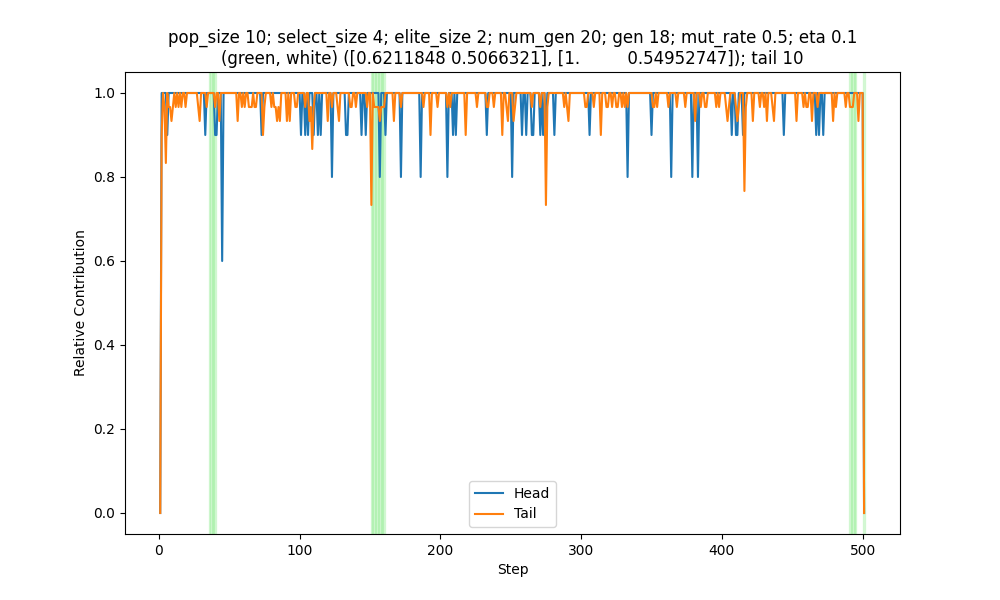 pop_size 10; select_size 4; elite_size 2; num_gen 20; gen 18; mut_rate 0.5; eta 0.1
(green, white) ([0.6211848 0.5066321], [1.         0.54952747]); tail 10
1.0
0.8
0.6
0.4
0.2
0.0
Relative Contribution
Head
Tail
0
100
200
300
400
500
Step